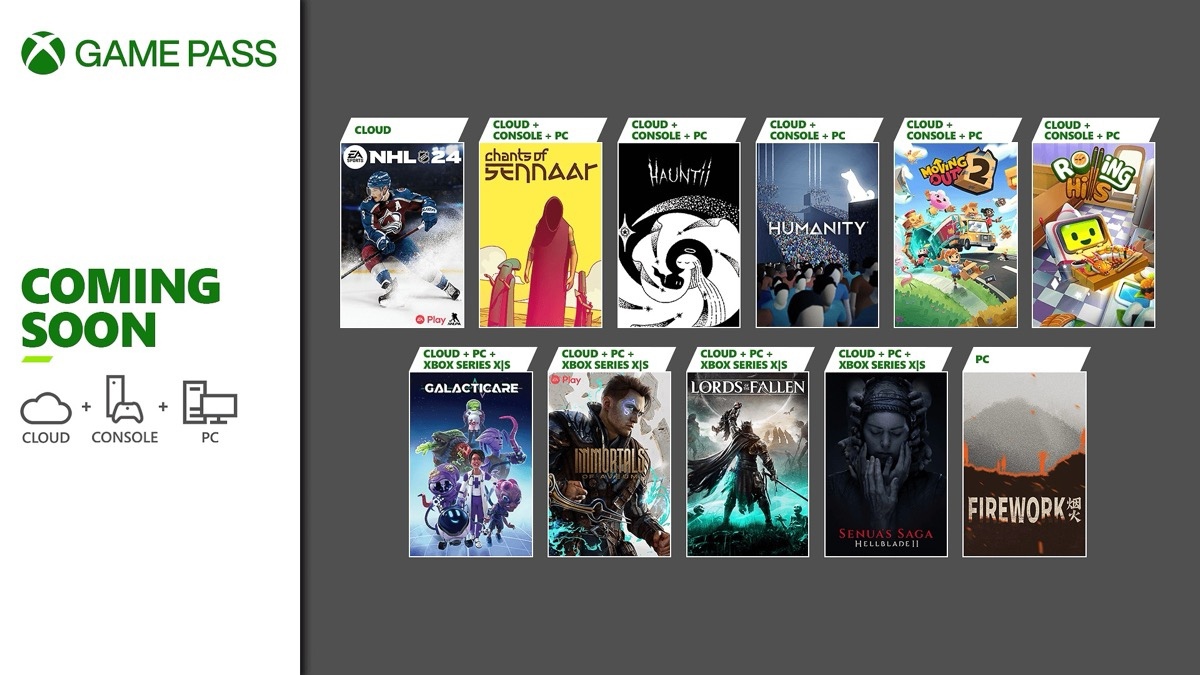 GAME PASS
COMING
SOON
CLOUD + CONSOLE + PC
CLOUD
EA SPORTS NHL 24
EA Play
CLOUD +
CONSOLE + PC
chants of
SENNAAR
CLOUD +
CONSOLE + PC
HAUNTII
CLOUD +
CONSOLE + PC
HUMANITY
CLOUD +
CONSOLE + PC
MOVING
OUT 2
CLOUD +
CONSOLE + PC
ROLLING
HILLS
CLOUD + PC +
XBOX SERIES X|S
GALACTICARE
CLOUD + PC +
XBOX SERIES X|S
EA Play
IMMORTALS
OF AVEUM
CLOUD + PC +
XBOX SERIES X|S
LORDS OF THE FALLEN
CLOUD + PC +
XBOX SERIES X|S
SENUA'S SAGA
HELLBLADE II
PC
FIREWORK 烟火